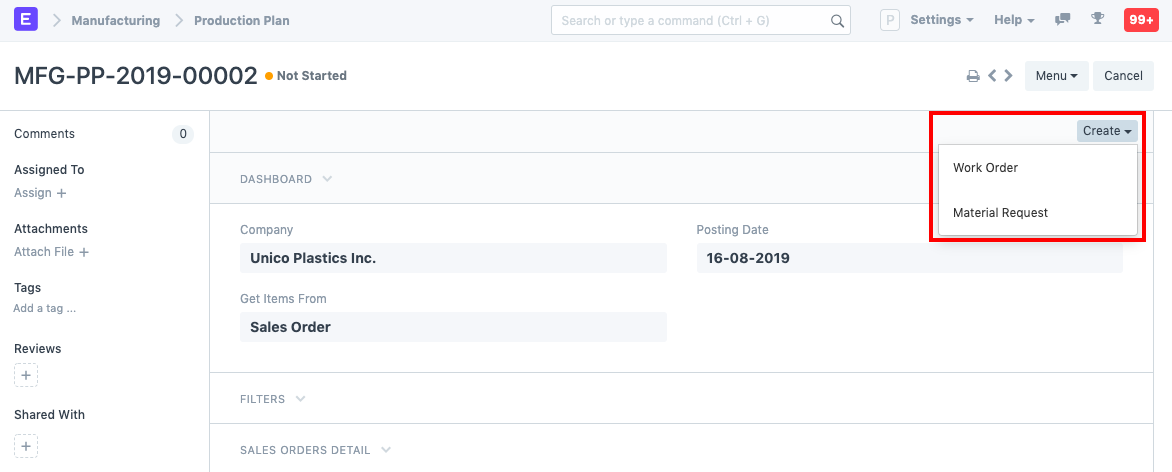 E Manufacturing Production Plan Search or type a command (Ctrl + G) P Settings Help 99+
MFG-PP-2019-00002 Not Started Menu Cancel
Comments 0
Assigned To
Assign +
Attachments
Attach File +
Tags
Add a tag ...
Reviews
+
Shared With
+
Create
Work Order
Material Request
DASHBOARD
Company
Unico Plastics Inc.
Posting Date
16-08-2019
Get Items From
Sales Order
FILTERS
SALES ORDERS DETAIL